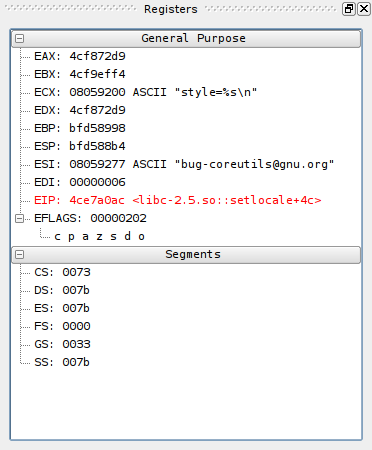 Registers
General Purpose
EAX: 4cf872d9
EBX: 4cf9eff4
ECX: 08059200 ASCII "style=%s\n"
EDX: 4cf872d9
EBP: bfd58998
ESP: bfd588b4
ESI: 08059277 ASCII "bug-coreutils@gnu.org"
EDI: 00000006
EIP: 4ce7a0ac <libc-2.5.so::setlocale+4c>
EFLAGS: 00000202
c p a z s d o
Segments
CS: 0073
DS: 007b
ES: 007b
FS: 0000
GS: 0033
SS: 007b